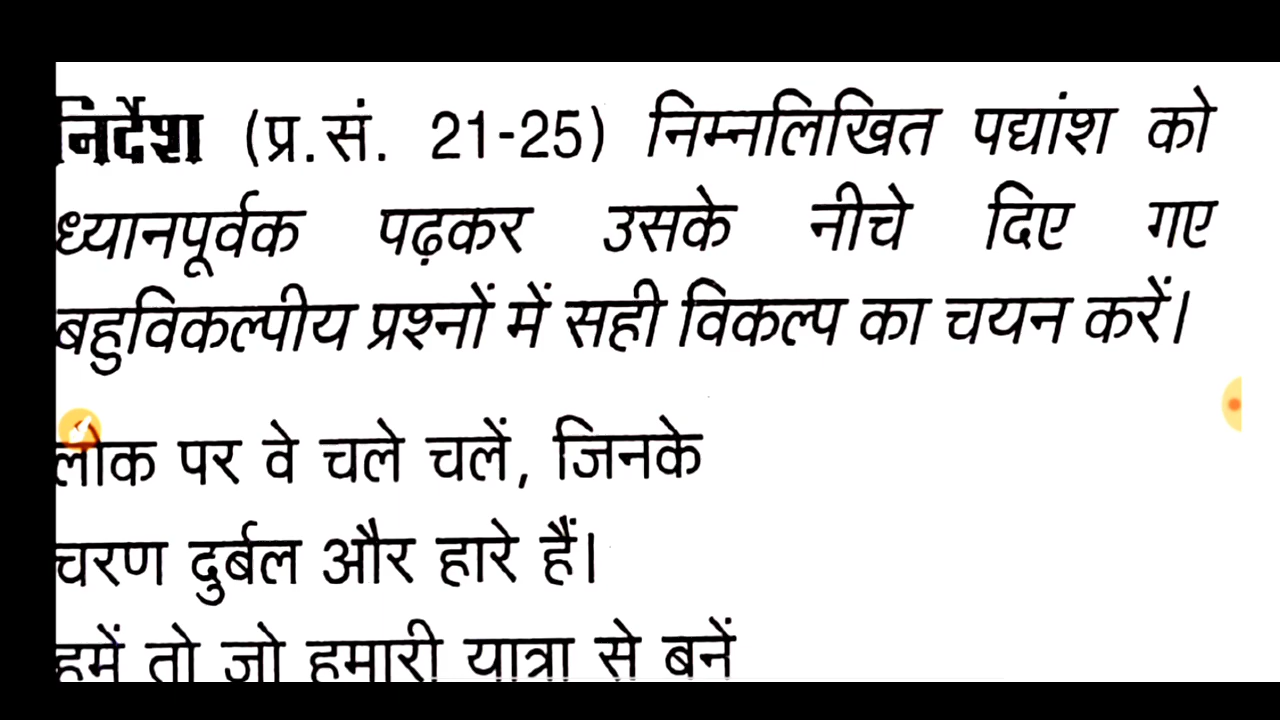 निर्देश (प्र.सं. 21-25) निम्नलिखित पद्यांश को
ध्यानपूर्वक पढ़कर उसके नीचे दिए गए
बहुविकल्पीय प्रश्नों में सही विकल्प का चयन करें।
लीक पर वे चले चलें, जिनके
चरण दुर्बल और हारे हैं।
हमें तो जो हमारी यात्रा से बनें